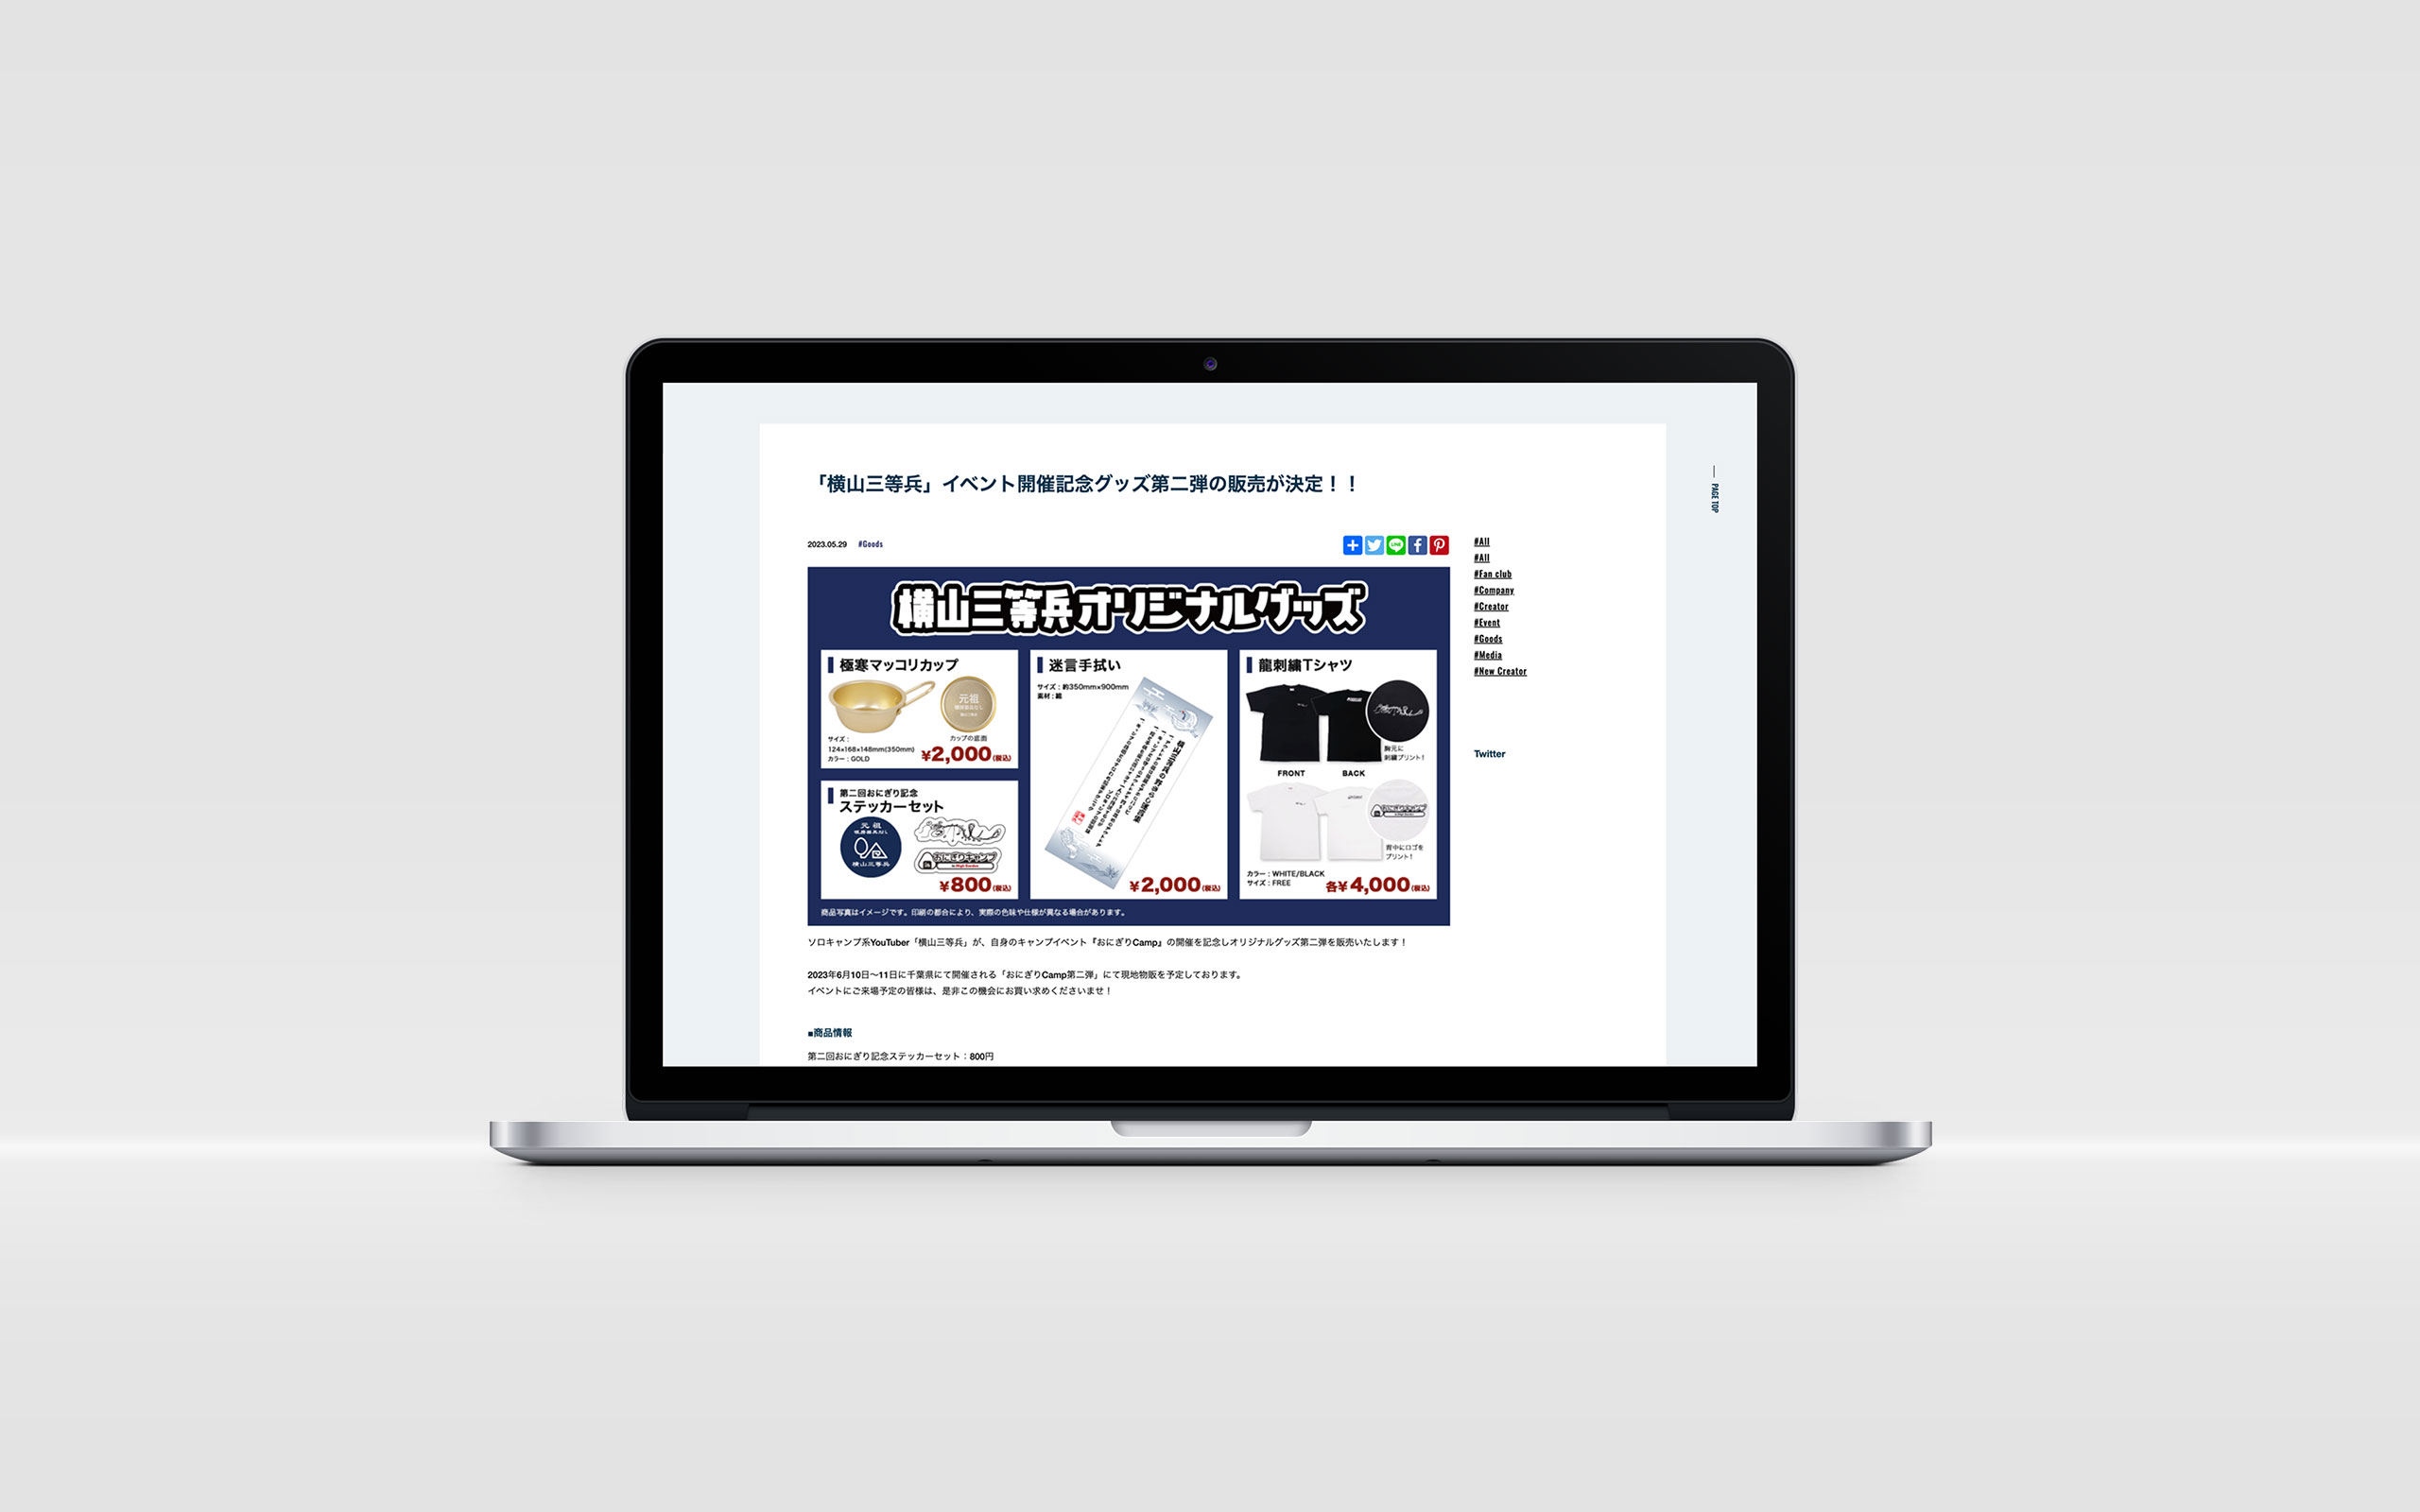 「横山三等兵」イベント開催記念グッズ第二弾の販売が決定！！
PAGE TOP
2023.05.29 #Goods
LINE
#All
#All
#Fan club
#Company
#Creator
#Event
#Goods
#Media
#New Creator
Twitter
横山三等兵オリジナルグッズ
極寒マッコリカップ
元祖
サイズ：
124×168×148mm(350mm)
カラー：GOLD
カップの底面
¥2,000(税込)
第二回おにぎり記念
ステッカーセット
元祖
横山三等兵
おにぎりキャンプ
¥800(税込)
迷言手拭い
サイズ：約350mm×900mm
素材：綿
¥2,000(税込)
龍刺繍Tシャツ
胸元に
刺繍プリント！
FRONT BACK
おにぎりキャンプ
背中にロゴを
プリント！
カラー：WHITE/BLACK
サイズ：FREE
各¥4,000(税込)
商品写真はイメージです。印刷の都合により、実際の色味や仕様が異なる場合があります。
ソロキャンプ系YouTuber「横山三等兵」が、自身のキャンプイベント『おにぎりCamp』の開催を記念しオリジナルグッズ第二弾を販売いたします！
2023年6月10日〜11日に千葉県にて開催される「おにぎりCamp第二弾」にて現地物販を予定しております。
イベントにご来場予定の皆様は、是非この機会にお買い求めくださいませ！
■商品情報
第二回おにぎり記念ステッカーセット：800円